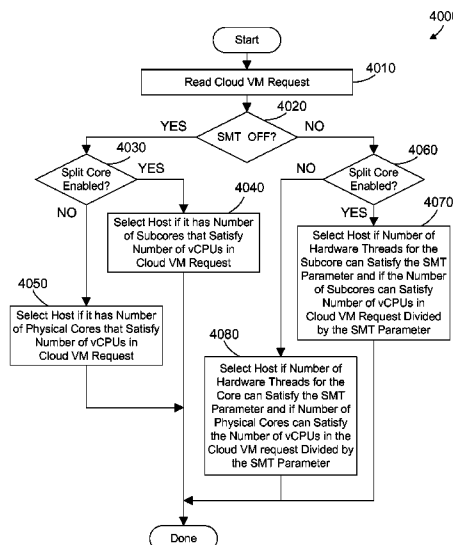 4000
Start
4010
Read Cloud VM Request
4020
YES
SMT OFF?
NO
4030
Split Core
Enabled?
YES
NO
4040
Select Host if it has Number
of Subcores that Satisfy
Number of vCPUs in
Cloud VM Request
4050
Select Host if it has Number
of Physical Cores that Satisfy
Number of vCPUs in
Cloud VM Request
4060
NO
Split Core
Enabled?
YES
4070
Select Host if Number of
Hardware Threads for the
Subcore can Satisfy the SMT
Parameter and if the Number
of Subcores can Satisfy
Number of vCPUs in
Cloud VM Request Divided
by the SMT Parameter
4080
Select Host if Number of
Hardware Threads for the
Core can Satisfy the SMT
Parameter and if Number of
Physical Cores can Satisfy
the Number of vCPUs in the
Cloud VM request Divided by
the SMT Parameter
Done